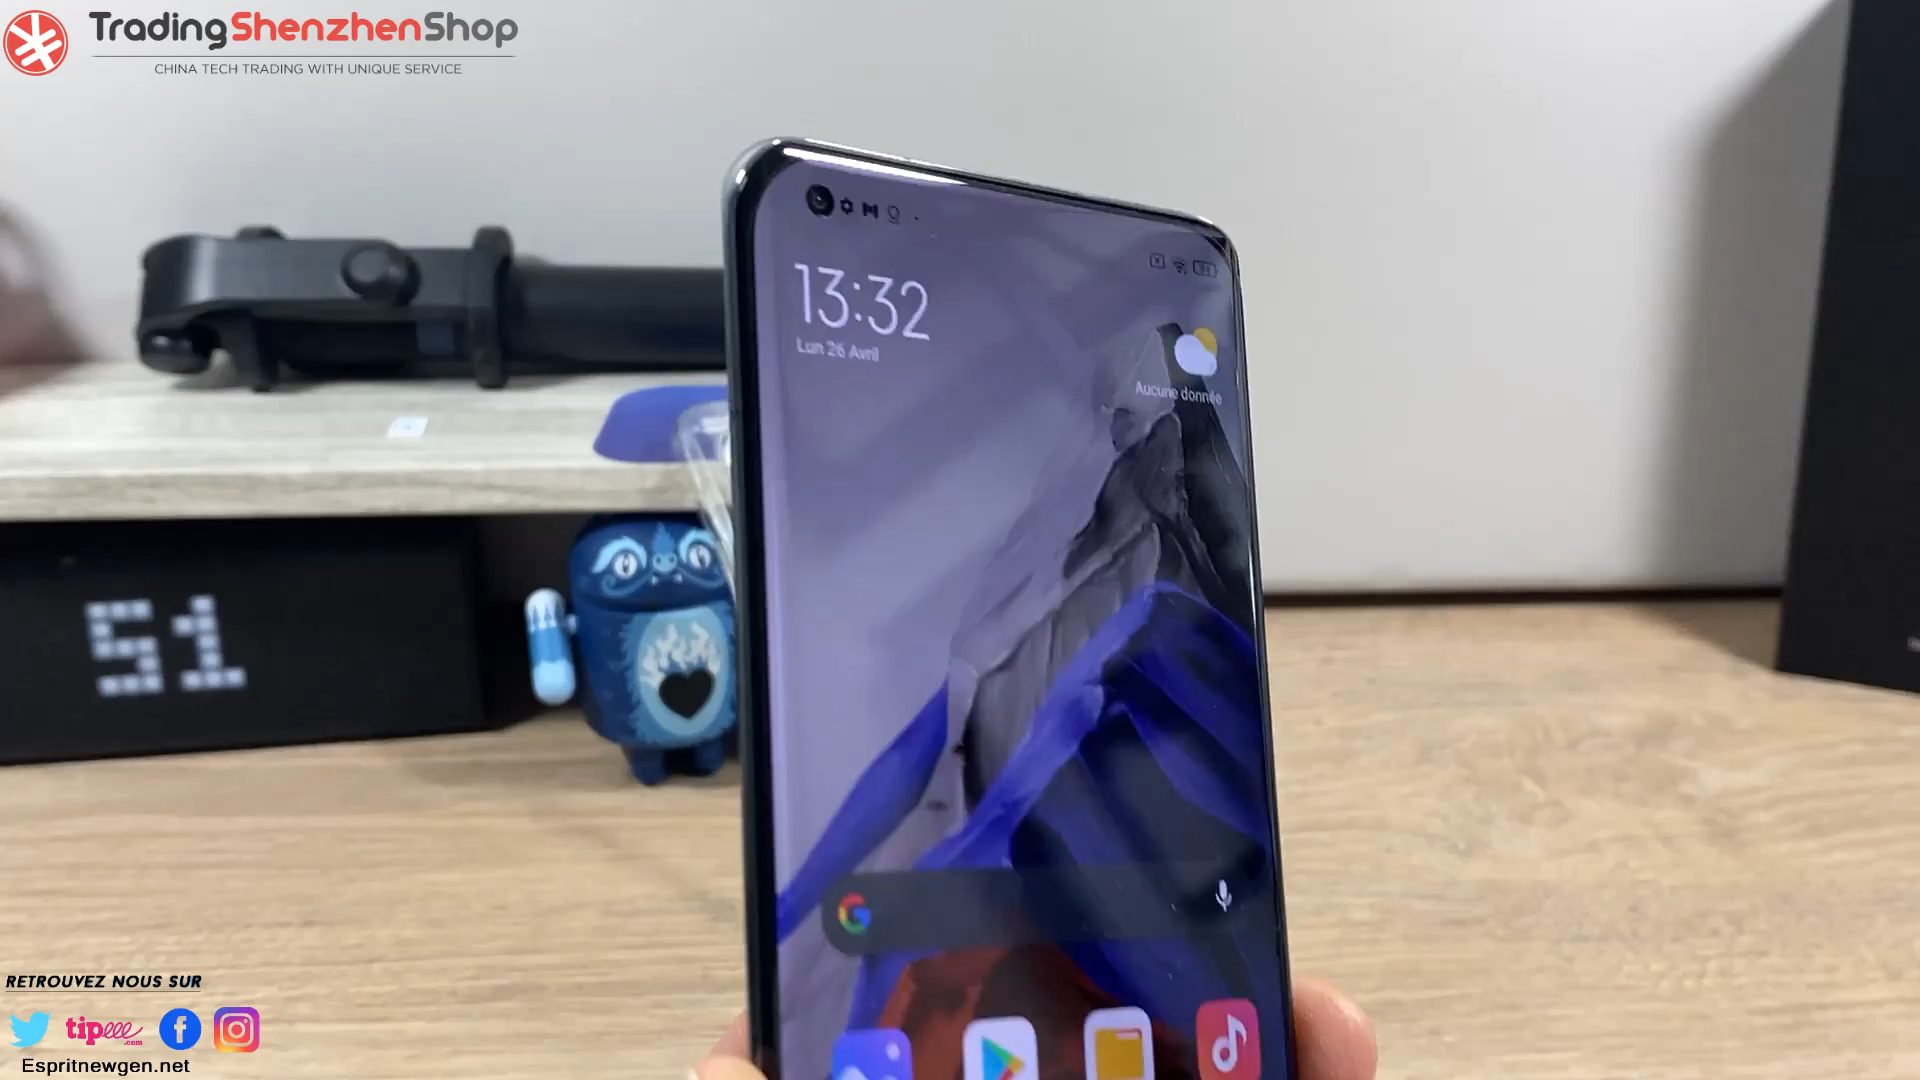 TradingShenzhenShop
CHINA TECH TRADING WITH UNIQUE SERVICE
13:32
Lun 26 Avril
Aucune donnée
51
RETROUVEZ NOUS SUR
tipeee
.com
Espritnewgen.net